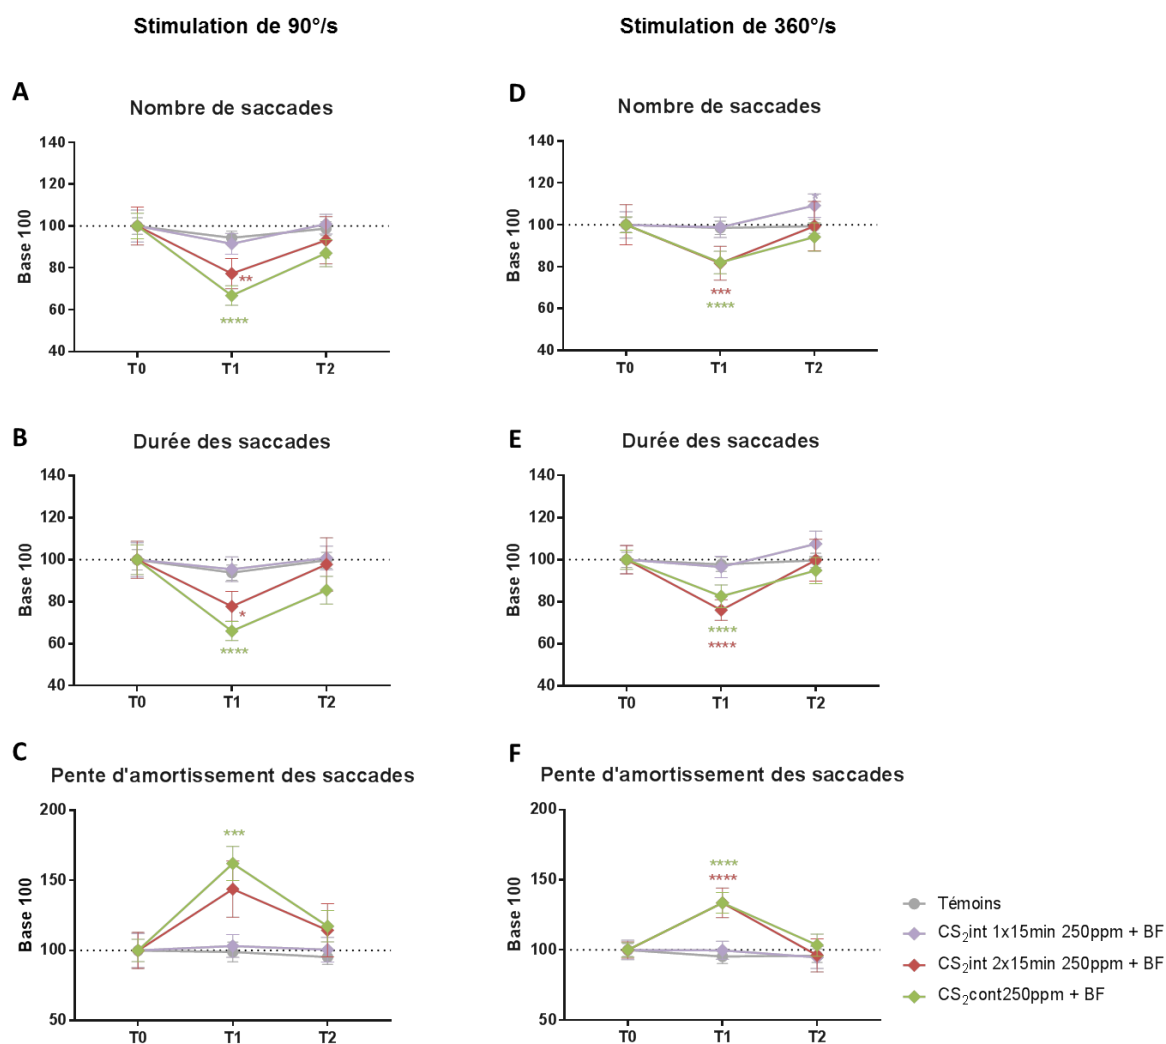 Stimulation de 90°/s
Stimulation de 360°/s
A
Nombre de saccades
Base 100
140
120
100
80
60
40
**
****
T0
T1
T2
D
Nombre de saccades
Base 100
140
120
100
80
60
40
*
***
****
T0
T1
T2
B
Durée des saccades
Base 100
140
120
100
80
60
40
*
****
T0
T1
T2
E
Durée des saccades
Base 100
140
120
100
80
60
40
****
****
T0
T1
T2
C
Pente d'amortissement des saccades
Base 100
200
150
100
50
***
T0
T1
T2
F
Pente d'amortissement des saccades
Base 100
200
150
100
50
****
****
T0
T1
T2
Témoins
CS₂int 1x15min 250ppm + BF
CS₂int 2x15min 250ppm + BF
CS₂cont250ppm + BF